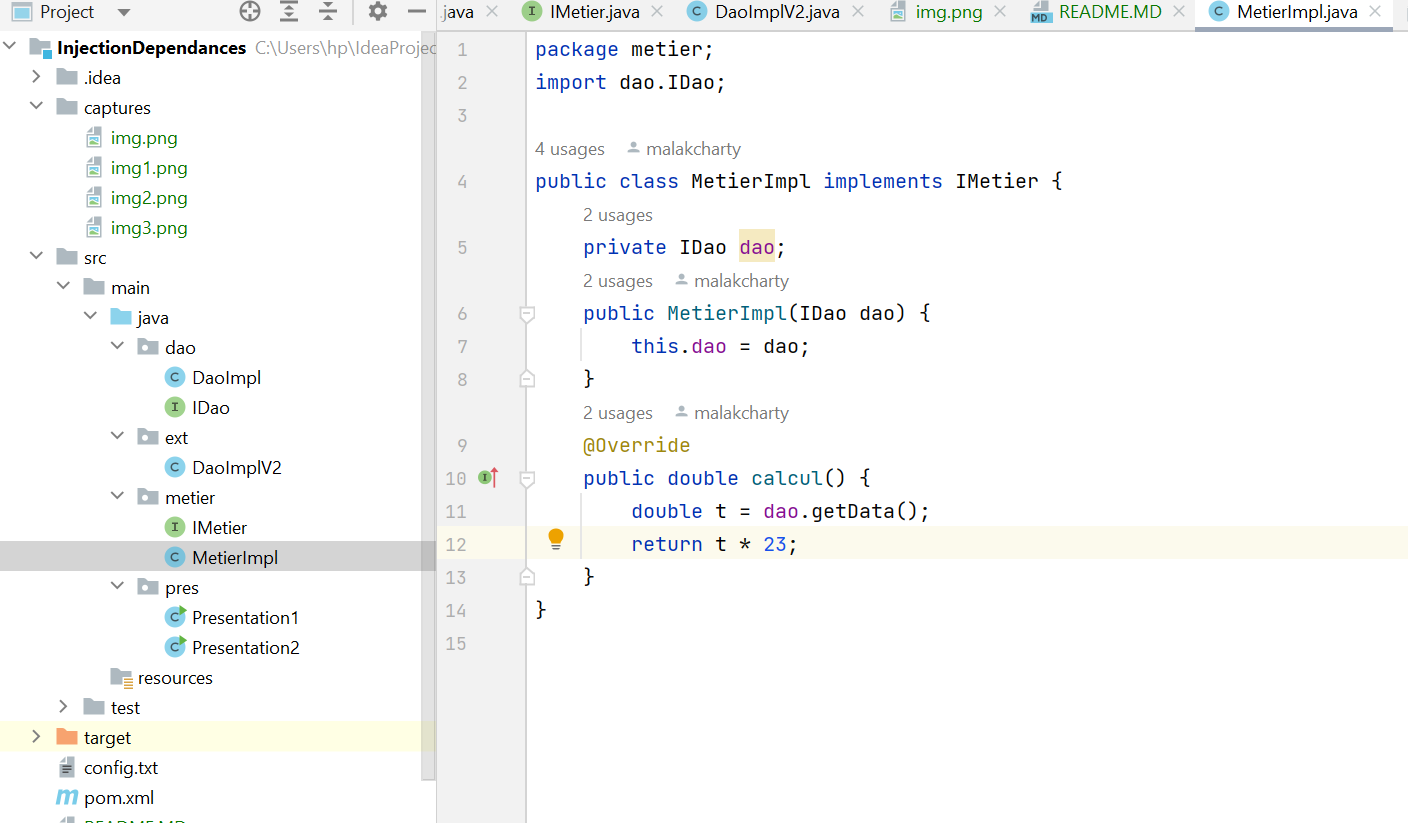 Project
.java
IMetier.java
DaoImplV2.java
img.png
README.MD
MetierImpl.java
InjectionDependances C:\Users\hp\IdeaProjec
.idea
captures
img.png
img1.png
img2.png
img3.png
src
main
java
dao
DaoImpl
IDao
ext
DaoImplV2
metier
IMetier
MetierImpl
pres
Presentation1
Presentation2
resources
test
target
config.txt
pom.xml
README.MD
1 package metier;
2 import dao.IDao;
3
4 usages malakcharty
4 public class MetierImpl implements IMetier {
2 usages
5 private IDao dao;
2 usages malakcharty
6 public MetierImpl(IDao dao) {
7 this.dao = dao;
8 }
2 usages malakcharty
9 @Override
10 public double calcul() {
11 double t = dao.getData();
12 return t * 23;
13 }
14 }
15